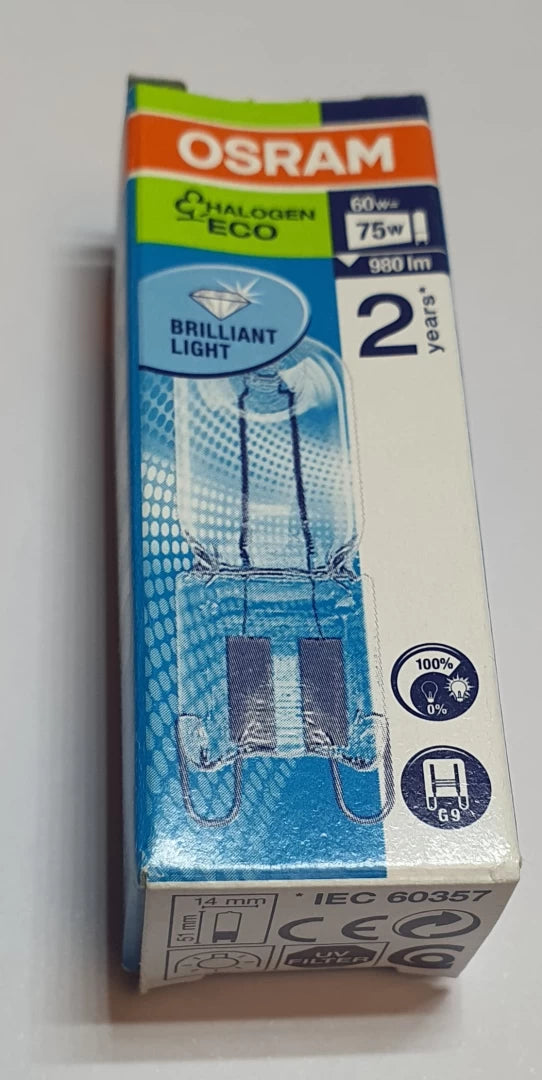 OSRAM
HALOGEN
ECO
60W=
75W
980 lm
BRILLIANT
LIGHT
2
years*
100%
0%
G9
14 mm
51 mm
* IEC 60357
CE
UV
FILTER